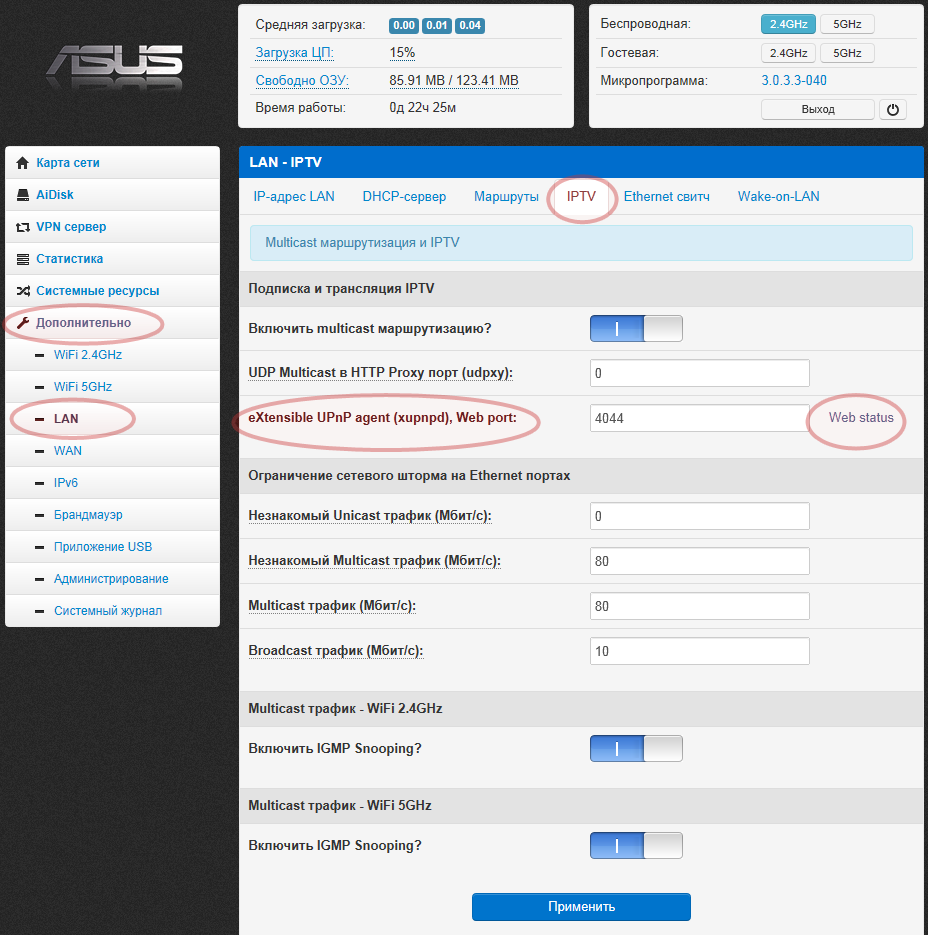 ASUS
Средняя загрузка: 0.00 0.01 0.04
Загрузка ЦП: 15%
Свободно ОЗУ: 85.91 MB / 123.41 MB
Время работы: 0д 22ч 25м
Беспроводная: 2.4GHz 5GHz
Гостевая: 2.4GHz 5GHz
Микропрограмма: 3.0.3.3-040
Выход
Карта сети
AiDisk
VPN сервер
Статистика
Системные ресурсы
Дополнительно
WiFi 2.4GHz
WiFi 5GHz
LAN
WAN
IPv6
Брандмауэр
Приложение USB
Администрирование
Системный журнал
LAN - IPTV
IP-адрес LAN DHCP-сервер Маршруты IPTV Ethernet свитч Wake-on-LAN
Multicast маршрутизация и IPTV
Подписка и трансляция IPTV
Включить multicast маршрутизацию?
UDP Multicast в HTTP Proxy порт (udpxy): 0
eXtensible UPnP agent (xupnpd), Web port: 4044 Web status
Ограничение сетевого шторма на Ethernet портах
Незнакомый Unicast трафик (Мбит/с): 0
Незнакомый Multicast трафик (Мбит/с): 80
Multicast трафик (Мбит/с): 80
Broadcast трафик (Мбит/с): 10
Multicast трафик - WiFi 2.4GHz
Включить IGMP Snooping?
Multicast трафик - WiFi 5GHz
Включить IGMP Snooping?
Применить